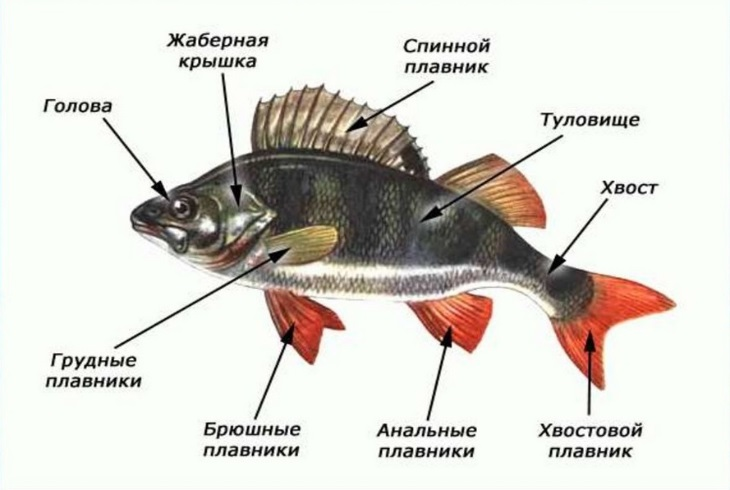 Жаберная
крышка
Спинной
плавник
Голова
Туловище
Хвост
Грудные
плавники
Брюшные
плавники
Анальные
плавники
Хвостовой
плавник